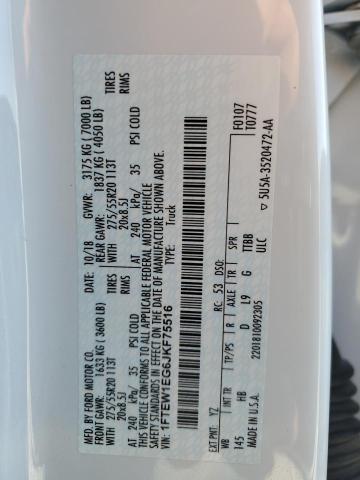 MFD. BY FORD MOTOR CO.
DATE: 10/18 GVWR: 3175 KG (7000 LB)
FRONT GAWR: 1633 KG (3600 LB) REAR GAWR: 1837 KG (4050 LB)
WITH 275/55R20 113T TIRES WITH 275/55R20 113T TIRES
20x8.5J RIMS 20x8.5J RIMS
AT 240 kPa/ 35 PSI COLD AT 240 kPa/ 35 PSI COLD
THIS VEHICLE CONFORMS TO ALL APPLICABLE FEDERAL MOTOR VEHICLE
SAFETY STANDARDS IN EFFECT ON THE DATE OF MANUFACTURE SHOWN ABOVE.
VIN: 1FTEW1EG6JKF75516 TYPE: Truck
F0107
T0777
EXT PNT: YZ RC: 53 DSO:
WB INT TR TP/PS R AXLE TR SPR
145 HB D L9 G TTBB
ULC
MADE IN U.S.A. 2201810092305 5U5A-3520472-AA